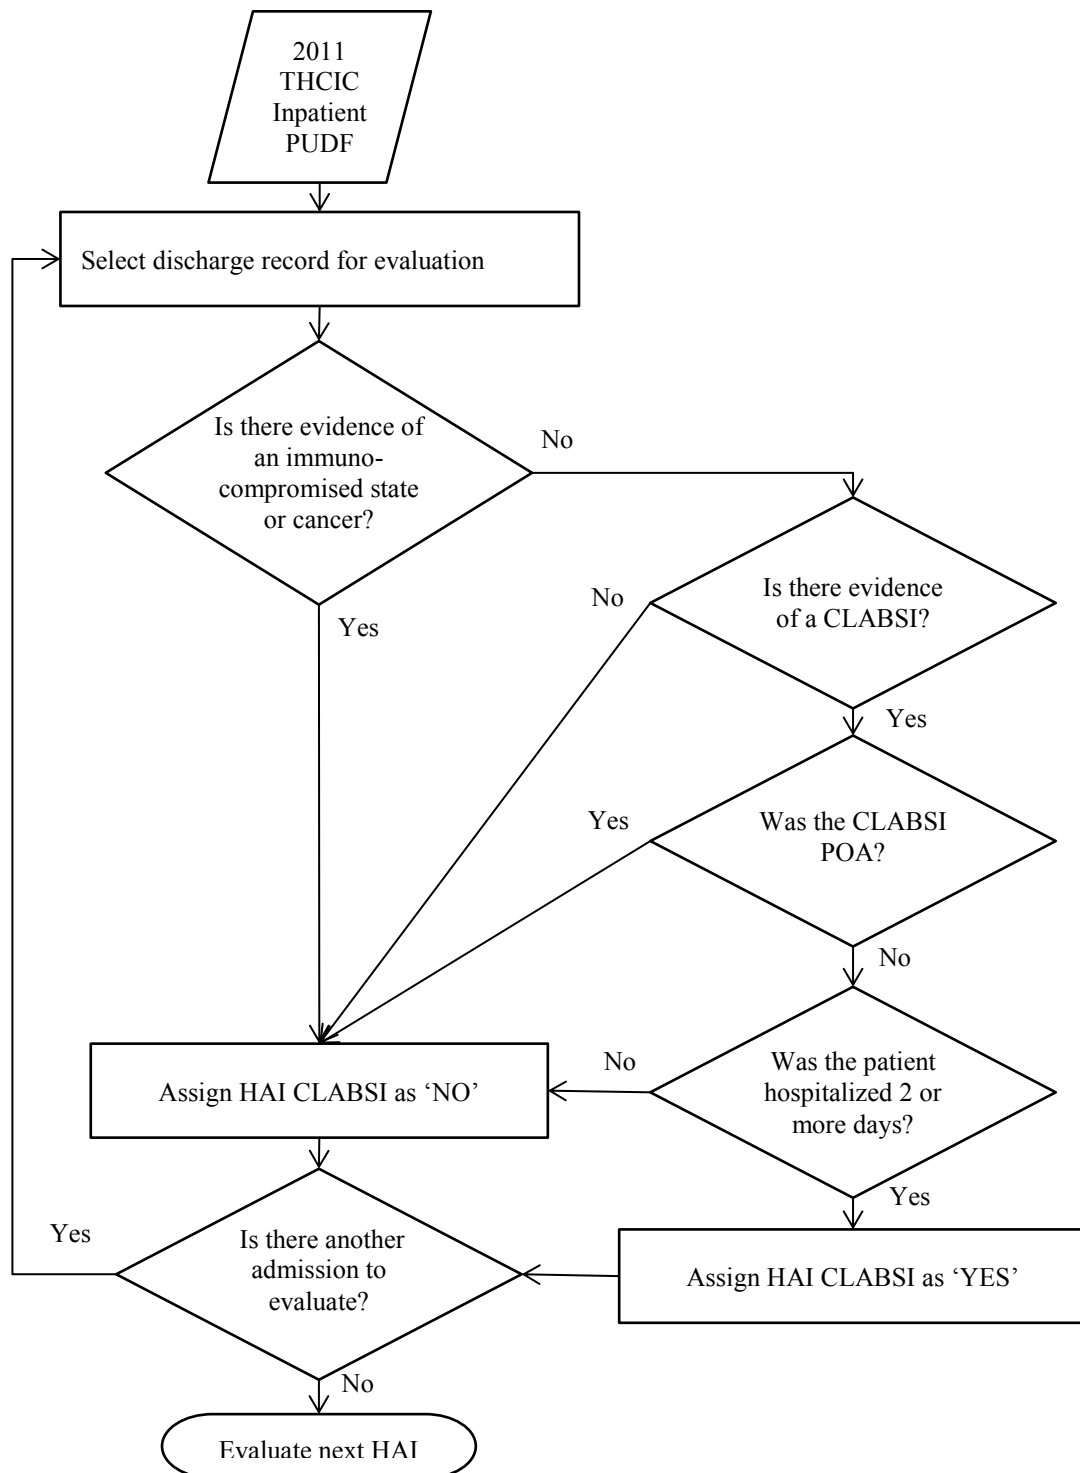 2011
THCIC
Inpatient
PUDF
Select discharge record for evaluation
Is there evidence of
an immuno-
compromised state
or cancer?
No
Yes
Is there evidence
of a CLABSI?
No
Yes
Was the CLABSI
POA?
Yes
No
Was the patient
hospitalized 2 or
more days?
No
Yes
Assign HAI CLABSI as ‘NO’
Assign HAI CLABSI as ‘YES’
Is there another
admission to
evaluate?
Yes
No
Evaluate next HAI